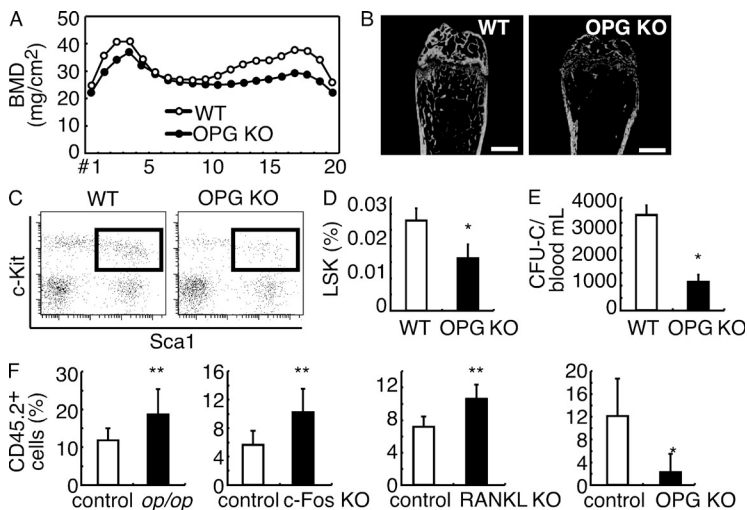 A
BMD
(mg/cm2)
50
40
30
20
10
0
WT
OPG KO
#1 5 10 15 20
B
WT
OPG KO
C
WT OPG KO
c-Kit
Sca1
D
LSK (%)
0.03
0.02
0.01
0
*
WT OPG KO
E
CFU-C/
blood mL
4000
3000
2000
1000
0
*
WT OPG KO
F
CD45.2+
cells (%)
30
20
10
0
**
control op/op
16
12
8
4
0
**
control c-Fos KO
12
8
4
0
**
control RANKL KO
20
16
12
8
4
0
*
control OPG KO